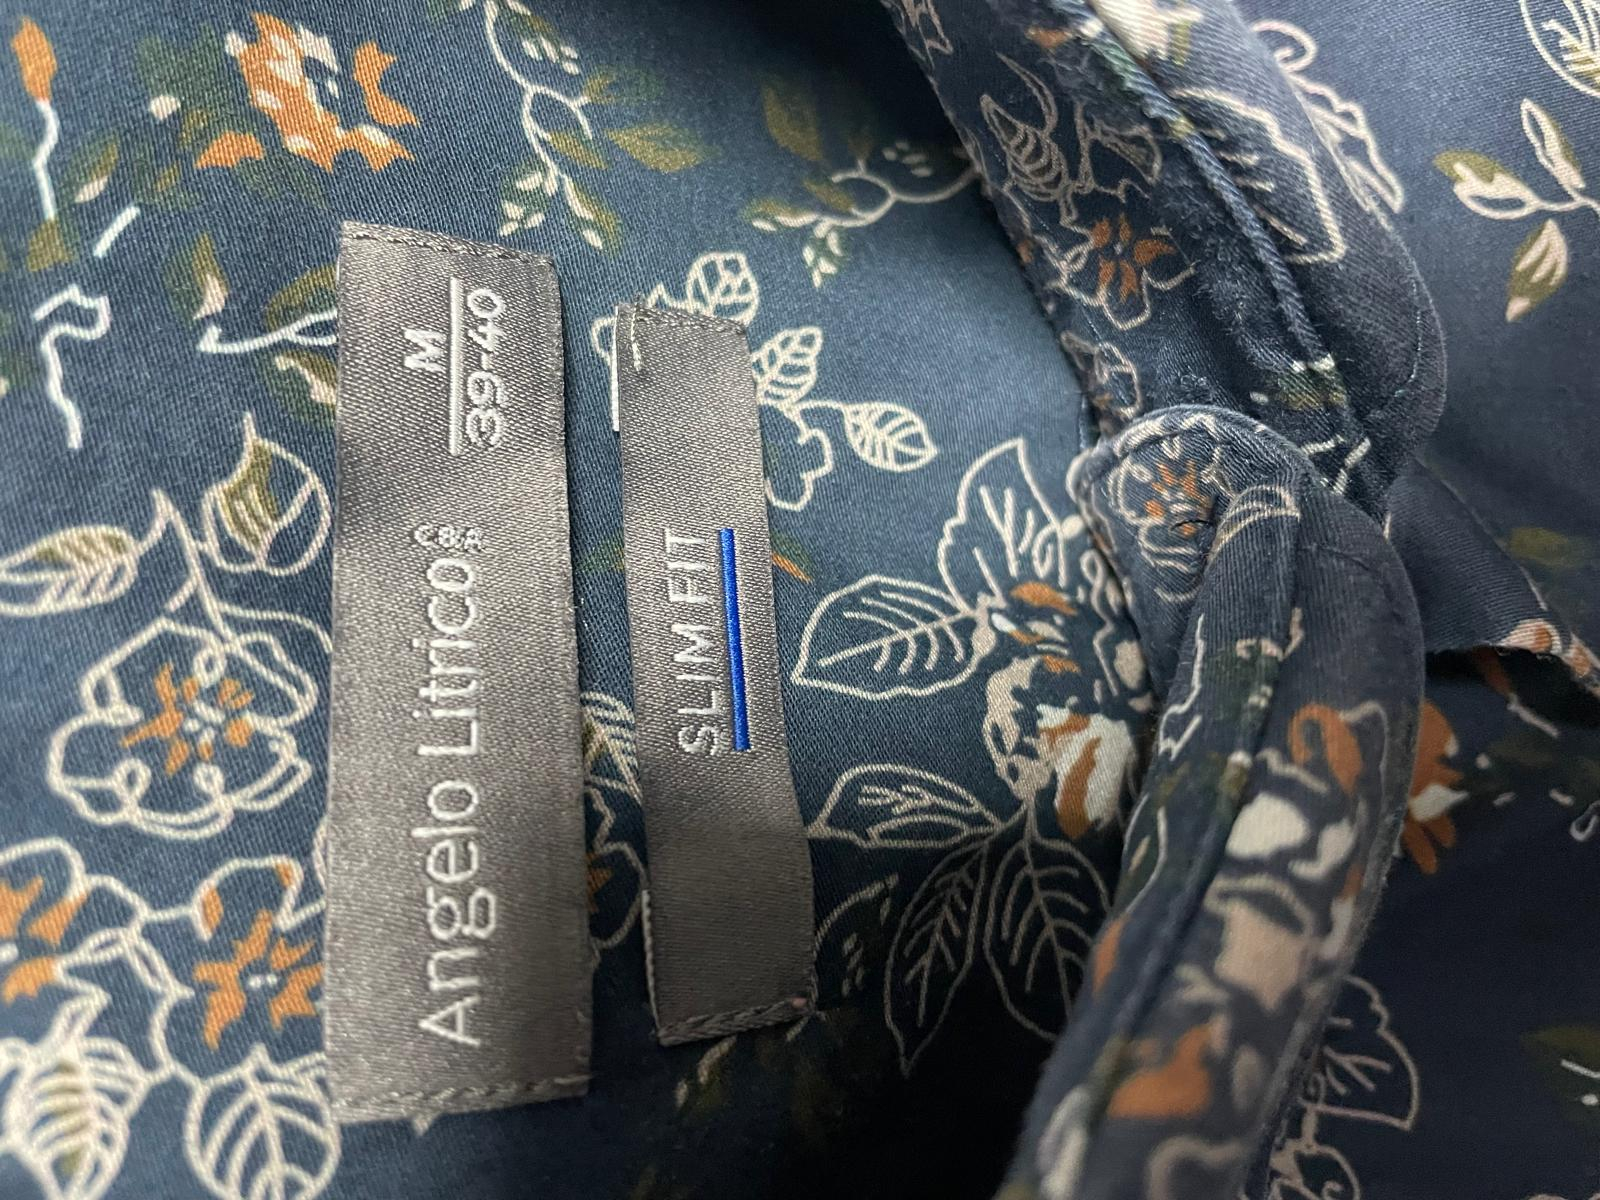 Angelo Litrico
C&A
M
39-40
SLIM FIT